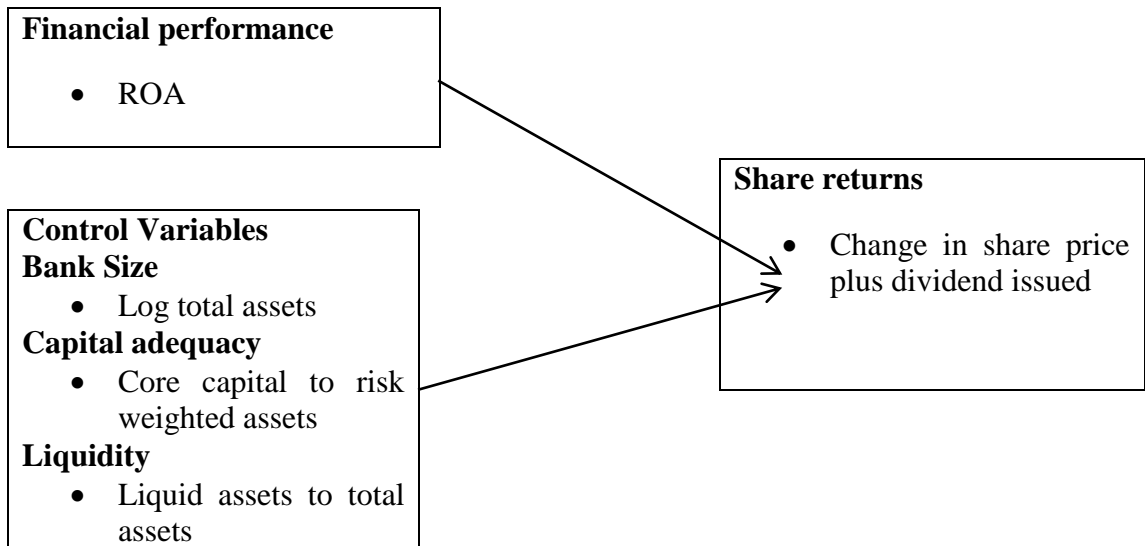 Financial performance
• ROA
Control Variables
Bank Size
• Log total assets
Capital adequacy
• Core capital to risk
weighted assets
Liquidity
• Liquid assets to total
assets
Share returns
• Change in share price
plus dividend issued